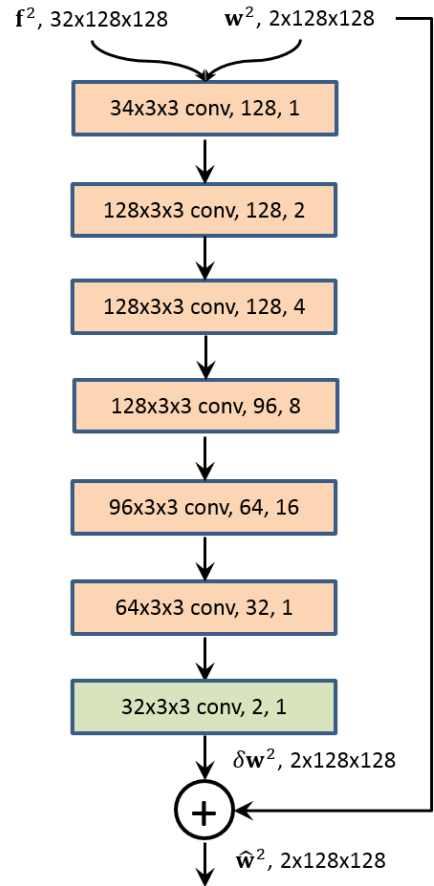 f², 32x128x128 w², 2x128x128
34x3x3 conv, 128, 1
128x3x3 conv, 128, 2
128x3x3 conv, 128, 4
128x3x3 conv, 96, 8
96x3x3 conv, 64, 16
64x3x3 conv, 32, 1
32x3x3 conv, 2, 1
δw², 2x128x128
+
ŵ², 2x128x128